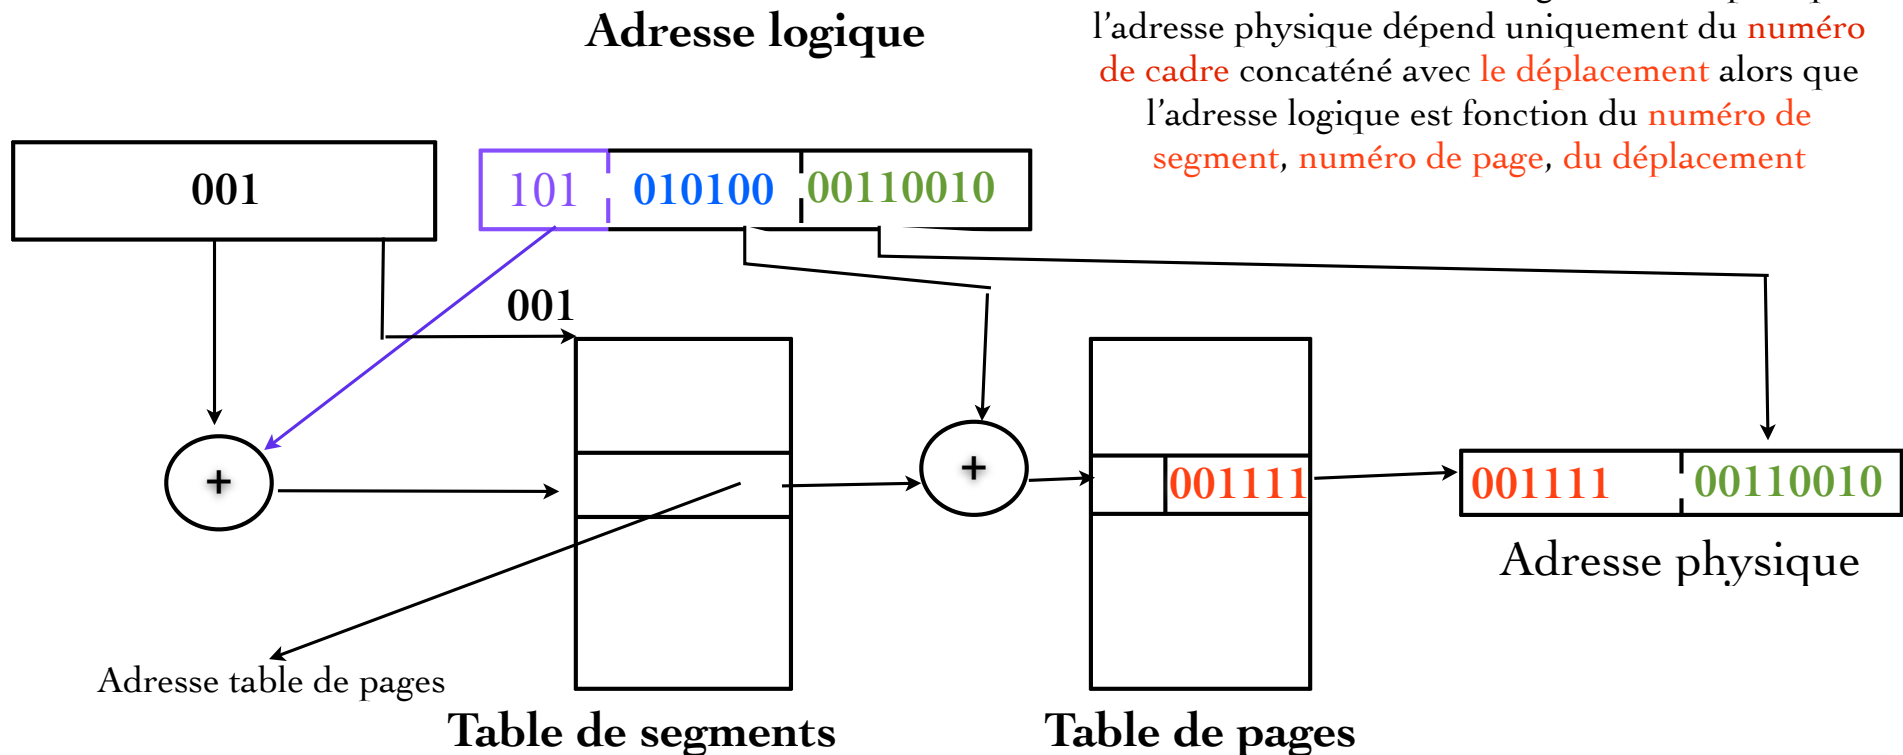 Adresse logique
l'adresse physique dépend uniquement du numéro
de cadre concaténé avec le déplacement alors que
l'adresse logique est fonction du numéro de
segment, numéro de page, du déplacement
001
101 010100 00110010
001
+
+
001111
001111 00110010
Adresse physique
Adresse table de pages
Table de segments
Table de pages